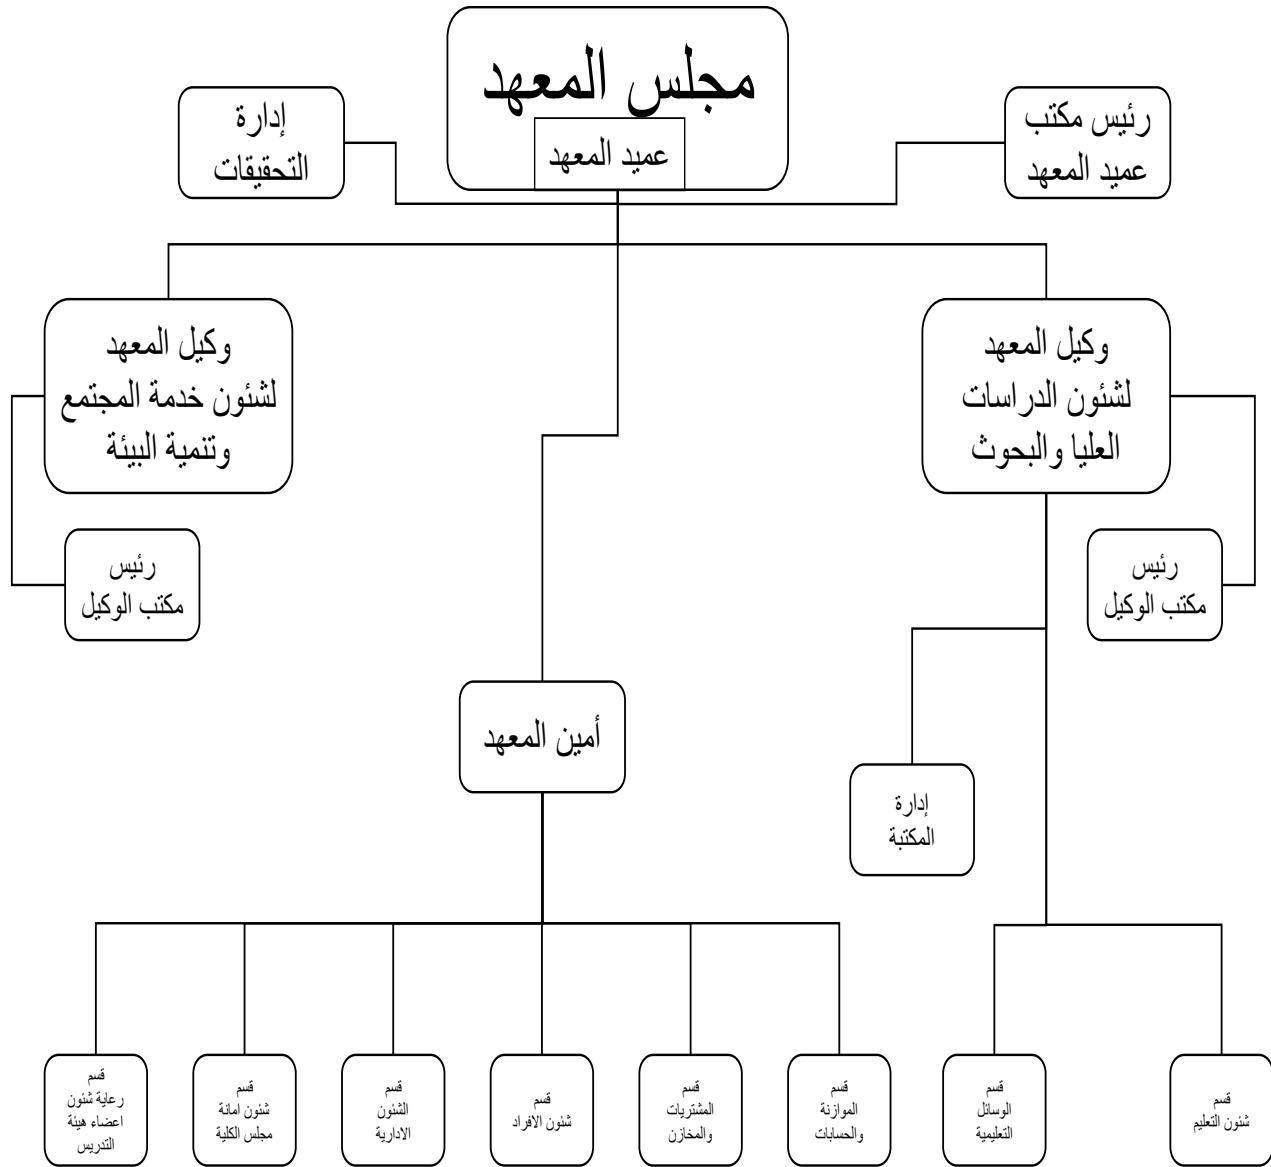 مجلس المعهد
عميد المعهد
رئيس مكتب
عميد المعهد
إدارة
التحقيقات
وكيل المعهد
لشئون الدراسات
العليا والبحوث
وكيل المعهد
لشئون خدمة المجتمع
وتنمية البيئة
رئيس
مكتب الوكيل
رئيس
مكتب الوكيل
أمين المعهد
إدارة
المكتبة
قسم
شئون التعليم
قسم
الوسائل
التعليمية
قسم
الموازنة
والحسابات
قسم
المشتريات
والمخازن
قسم
شئون الافراد
قسم
الشئون
الادارية
قسم
شئون امانة
مجلس الكلية
قسم
رعاية شئون
اعضاء هيئة
التدريس